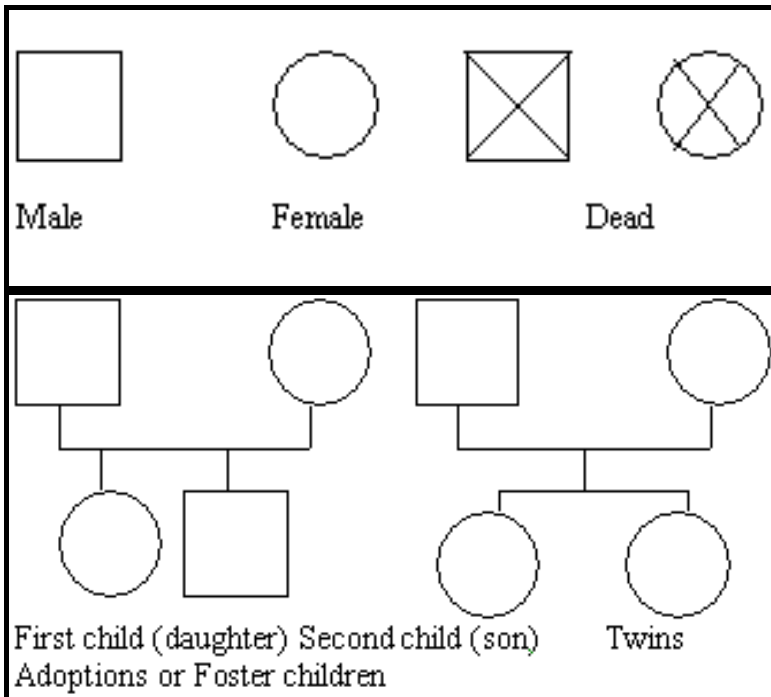 Male Female Dead
First child (daughter) Second child (son) Twins
Adoptions or Foster children